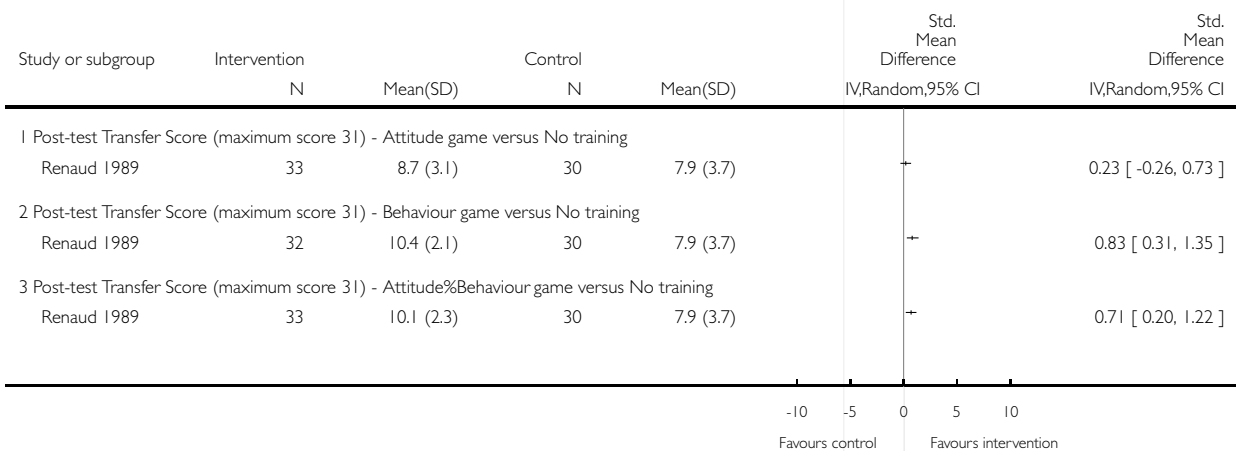 Std. Mean Difference Std. Mean Difference
Study or subgroup Intervention Control
N Mean(SD) N Mean(SD) IV,Random,95% CI IV,Random,95% CI
1 Post-test Transfer Score (maximum score 31) - Attitude game versus No training
Renaud 1989 33 8.7 (3.1) 30 7.9 (3.7) 0.23 [ -0.26, 0.73 ]
2 Post-test Transfer Score (maximum score 31) - Behaviour game versus No training
Renaud 1989 32 10.4 (2.1) 30 7.9 (3.7) 0.83 [ 0.31, 1.35 ]
3 Post-test Transfer Score (maximum score 31) - Attitude%Behaviour game versus No training
Renaud 1989 33 10.1 (2.3) 30 7.9 (3.7) 0.71 [ 0.20, 1.22 ]
-10 -5 0 5 10
Favours control Favours intervention